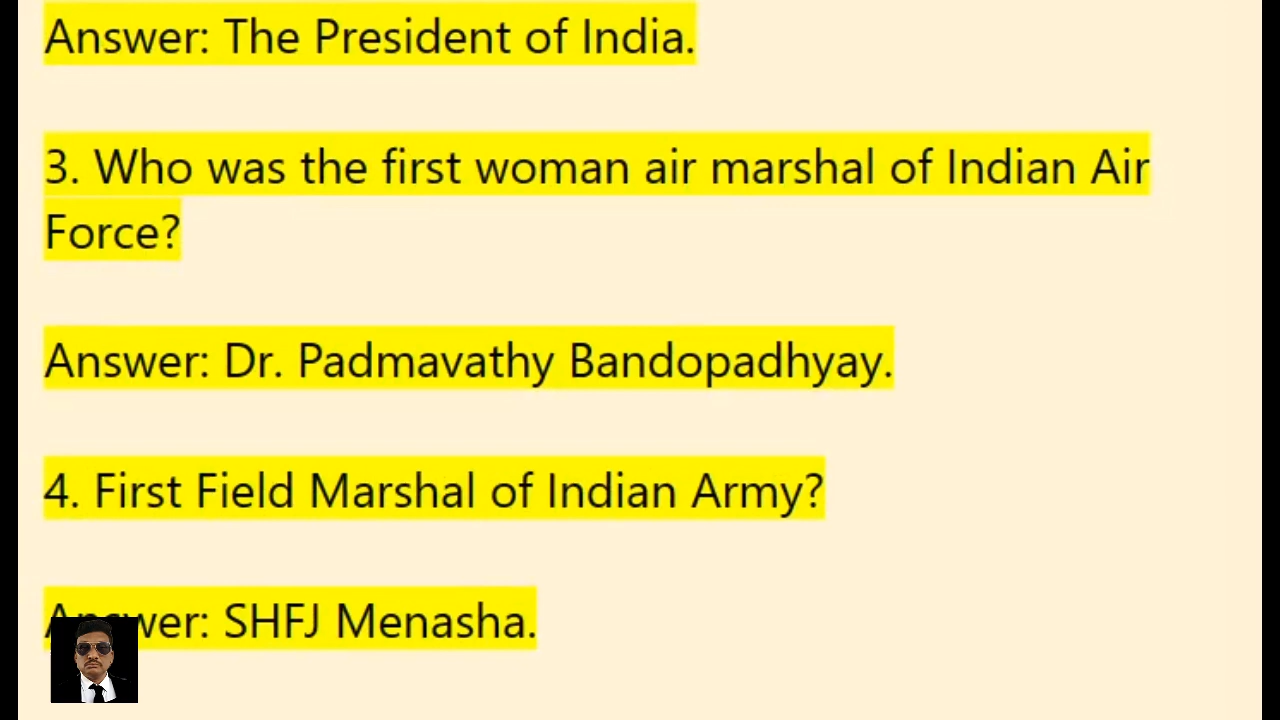 Answer: The President of India.
3. Who was the first woman air marshal of Indian Air
Force?
Answer: Dr. Padmavathy Bandopadhyay.
4. First Field Marshal of Indian Army?
Answer: SHFJ Menasha.